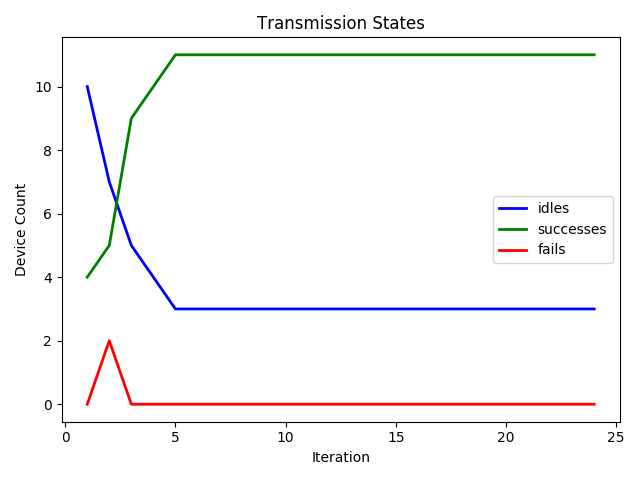 Transmission States
Device Count
10
8
6
4
2
0
idles
successes
fails
0 5 10 15 20 25
Iteration